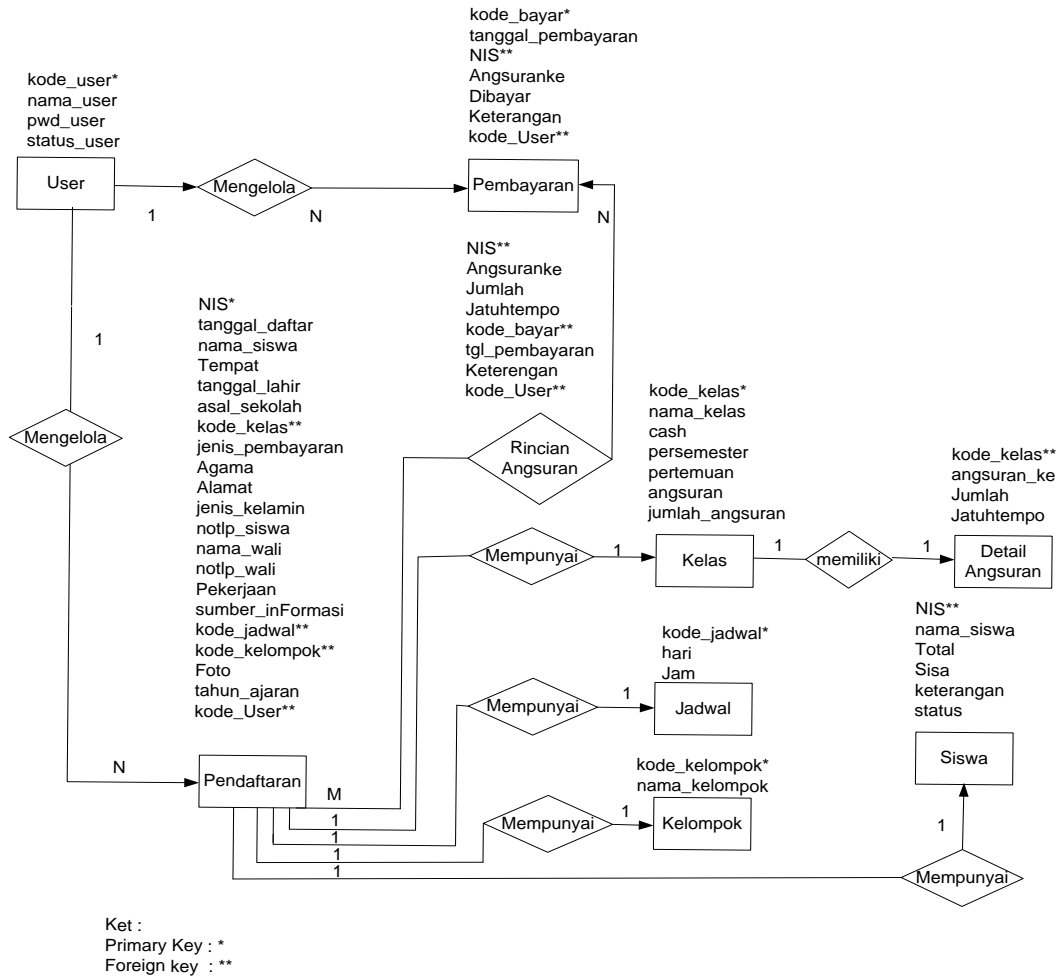 kode_bayar*
tanggal_pembayaran
NIS**
Angsuranke
Dibayar
Keterangan
kode_User**
kode_user*
nama_user
pwd_user
status_user
User
1
Mengelola
N
Pembayaran
N
1
Mengelola
N
NIS*
tanggal_daftar
nama_siswa
Tempat
tanggal_lahir
asal_sekolah
kode_kelas**
jenis_pembayaran
Agama
Alamat
jenis_kelamin
notlp_siswa
nama_wali
notlp_wali
Pekerjaan
sumber_inFormasi
kode_jadwal**
kode_kelompok**
Foto
tahun_ajaran
kode_User**
Pendaftaran
NIS**
Angsuranke
Jumlah
Jatuhtempo
kode_bayar**
tgl_pembayaran
Keterengan
kode_User**
Rincian
Angsuran
M
kode_kelas*
nama_kelas
cash
persemester
pertemuan
angsuran
jumlah_angsuran
1
Mempunyai
1
Kelas
1
memiliki
1
kode_kelas**
angsuran_ke
Jumlah
Jatuhtempo
Detail
Angsuran
kode_jadwal*
hari
Jam
1
Mempunyai
1
Jadwal
kode_kelompok*
nama_kelompok
1
Mempunyai
1
Kelompok
NIS**
nama_siswa
Total
Sisa
keterangan
status
Siswa
1
1
Mempunyai
Ket :
Primary Key : *
Foreign key : **